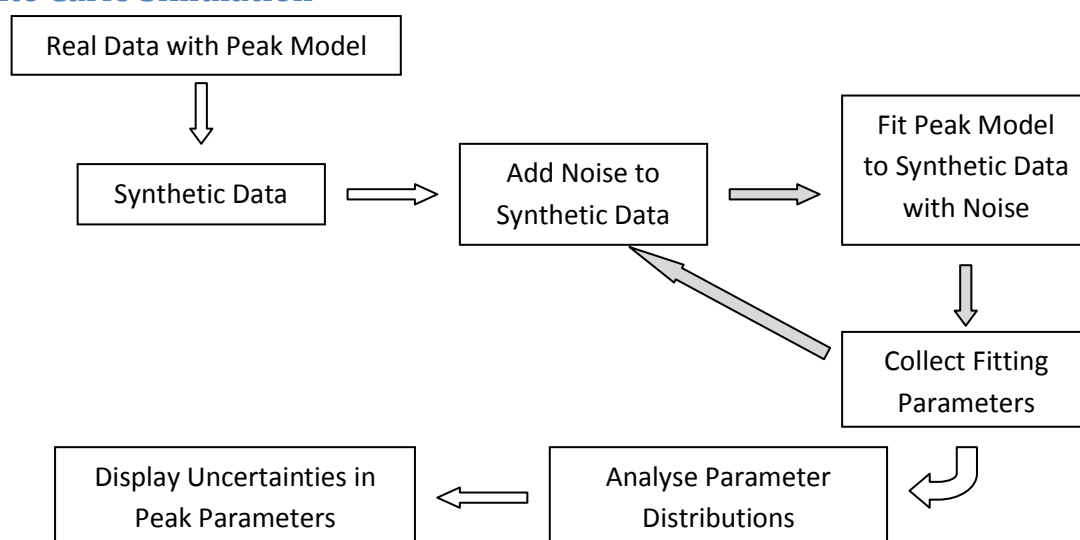 Real Data with Peak Model
Synthetic Data
Add Noise to
Synthetic Data
Fit Peak Model
to Synthetic Data
with Noise
Collect Fitting
Parameters
Analyse Parameter
Distributions
Display Uncertainties in
Peak Parameters